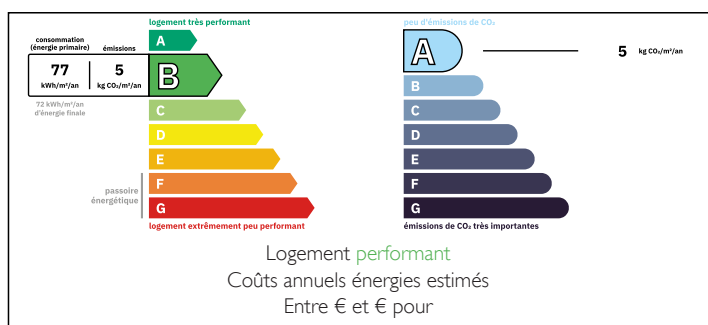 logement très performant
consommation
(énergie primaire)
émissions
77
kWh/m²/an
5
kg CO₂/m²/an
72 kWh/m²/an
d'énergie finale
A
B
C
D
E
F
G
passoire
énergétique
logement extrêmement peu performant
peu d'émissions de CO₂
A
5 kg CO₂/m²/an
B
C
D
E
F
G
émissions de CO₂ très importantes
Logement performant
Coûts annuels énergies estimés
Entre € et € pour